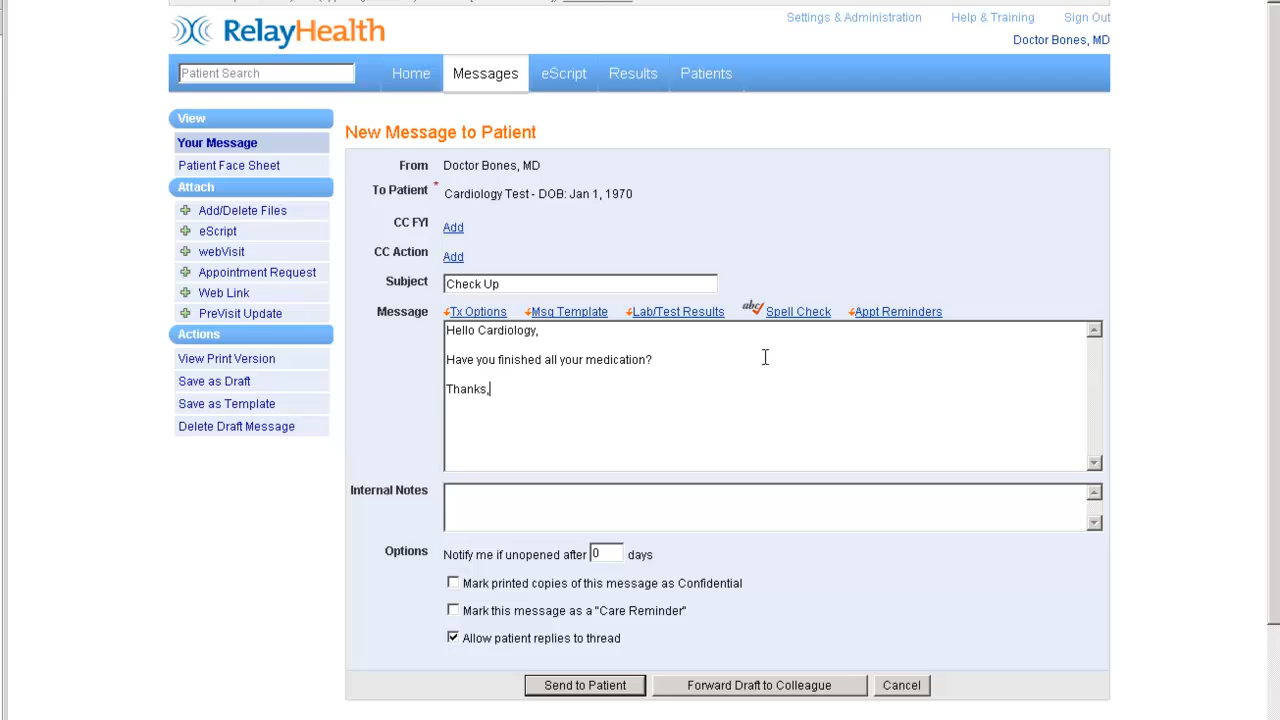 Settings & Administration Help & Training Sign Out
RelayHealth
Doctor Bones, MD
Patient Search Home Messages eScript Results Patients
View
Your Message
Patient Face Sheet
Attach
Add/Delete Files
eScript
webVisit
Appointment Request
Web Link
PreVisit Update
Actions
View Print Version
Save as Draft
Save as Template
Delete Draft Message
New Message to Patient
From Doctor Bones, MD
To Patient * Cardiology Test - DOB: Jan 1, 1970
CC FYI Add
CC Action Add
Subject Check Up
Message Tx Options Msg Template Lab/Test Results abc Spell Check Appt Reminders
Hello Cardiology,
Have you finished all your medication?
Thanks,
Internal Notes
Options Notify me if unopened after 0 days
Mark printed copies of this message as Confidential
Mark this message as a "Care Reminder"
Allow patient replies to thread
Send to Patient Forward Draft to Colleague Cancel